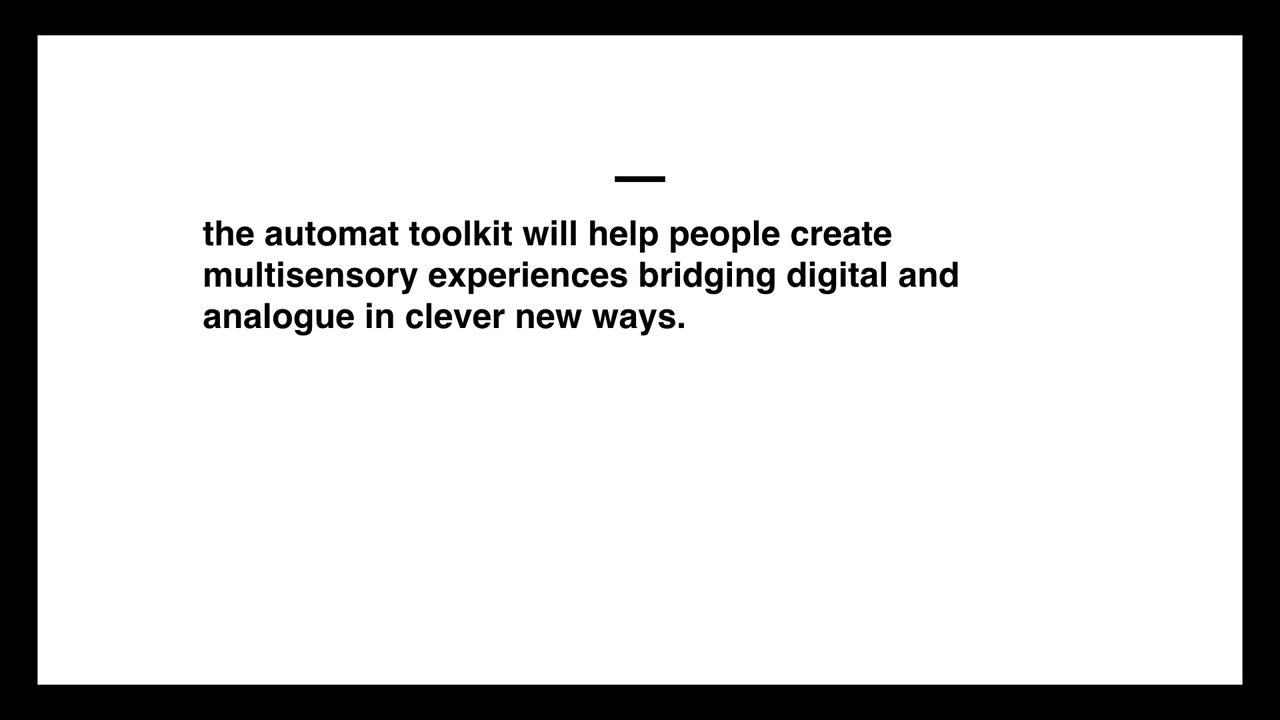 the automat toolkit will help people create
multisensory experiences bridging digital and
analogue in clever new ways.